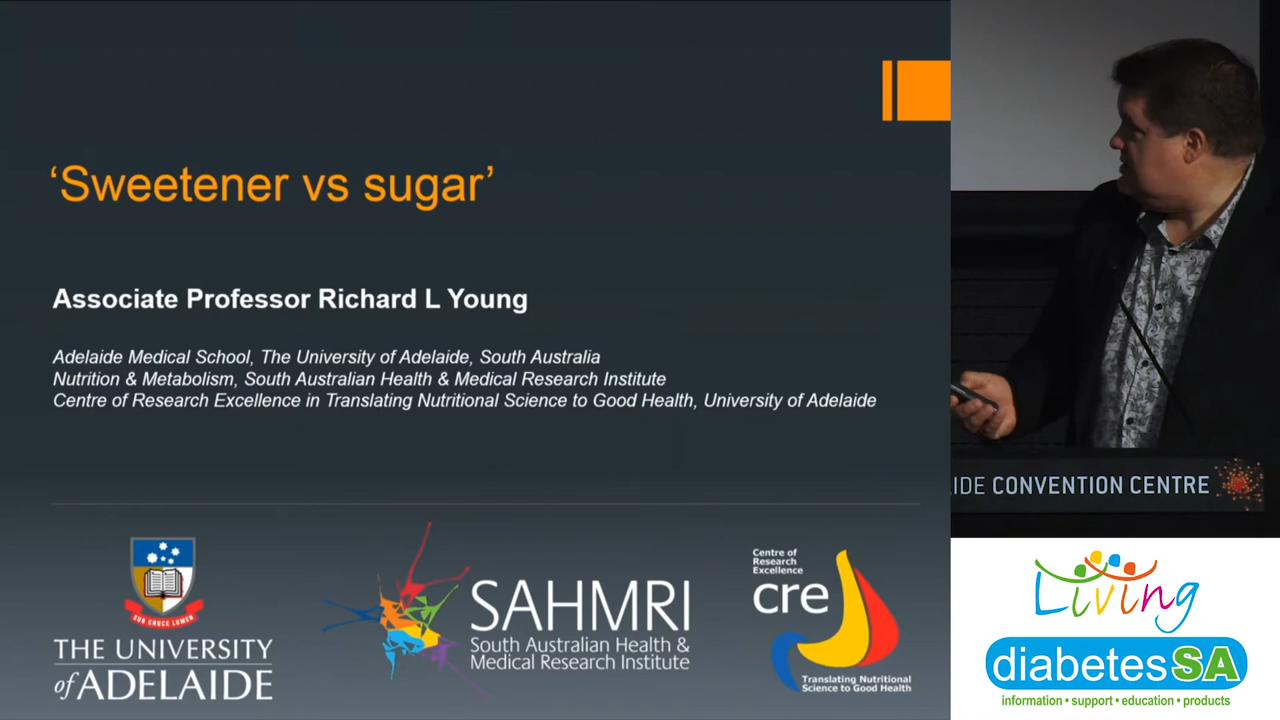 ‘Sweetener vs sugar’
Associate Professor Richard L Young
Adelaide Medical School, The University of Adelaide, South Australia
Nutrition & Metabolism, South Australian Health & Medical Research Institute
Centre of Research Excellence in Translating Nutritional Science to Good Health, University of Adelaide
SUB CRUCE LUMEN
THE UNIVERSITY
of ADELAIDE
SAHMRI
South Australian Health &
Medical Research Institute
Centre of
Research
Excellence
cre
Translating Nutritional
Science to Good Health
IDE CONVENTION CENTRE
Living
diabetesSA
information • support • education • products